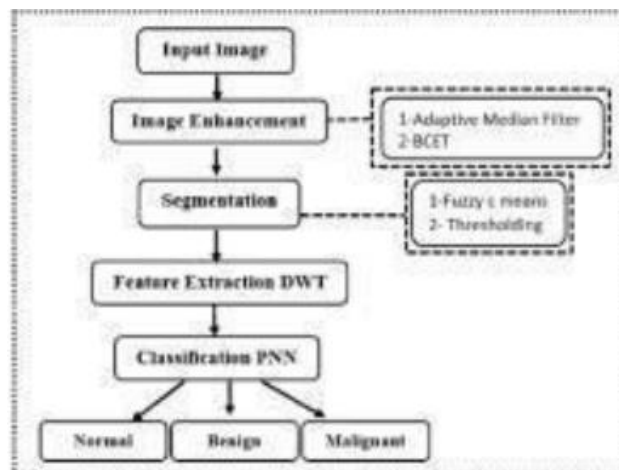 Input Image
Image Enhancement
1-Adaptive Median Filter
2-BCET
Segmentation
1-Fuzzy c means
2- Thresholding
Feature Extraction DWT
Classification PNN
Normal
Benign
Malignant